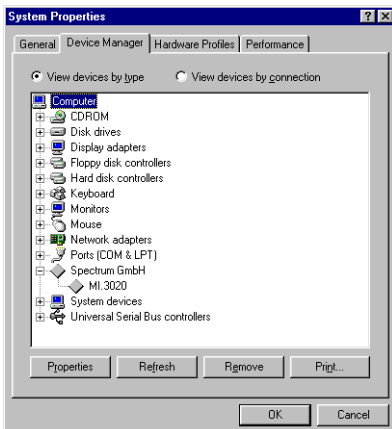 System Properties
General Device Manager Hardware Profiles Performance
View devices by type View devices by connection
Computer
CDROM
Disk drives
Display adapters
Floppy disk controllers
Hard disk controllers
Keyboard
Monitors
Mouse
Network adapters
Ports (COM & LPT)
Spectrum GmbH
MI.3020
System devices
Universal Serial Bus controllers
Properties Refresh Remove Print...
OK Cancel